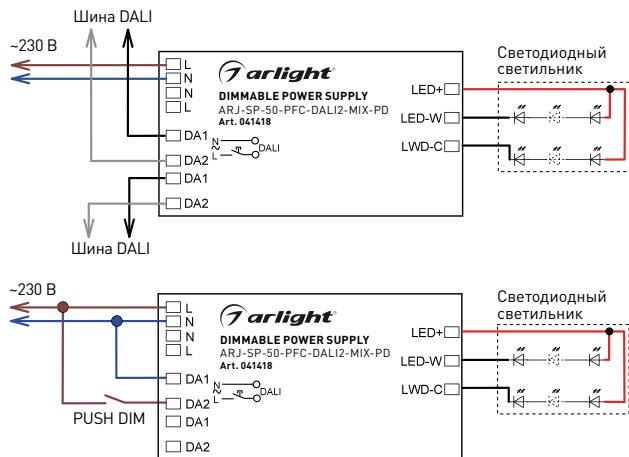 Шина DALI
~230 В
L
N
N
L
DA1
DA2
DA1
DA2
Шина DALI
arlight®
DIMMABLE POWER SUPPLY
ARJ-SP-50-PFC-DALI2-MIX-PD
Art. 041418
N
~
L
DALI
LED+
LED-W
LWD-C
Светодиодный
светильник
~230 В
L
N
N
L
DA1
DA2
DA1
DA2
PUSH DIM
arlight®
DIMMABLE POWER SUPPLY
ARJ-SP-50-PFC-DALI2-MIX-PD
Art. 041418
N
~
L
DALI
LED+
LED-W
LWD-C
Светодиодный
светильник